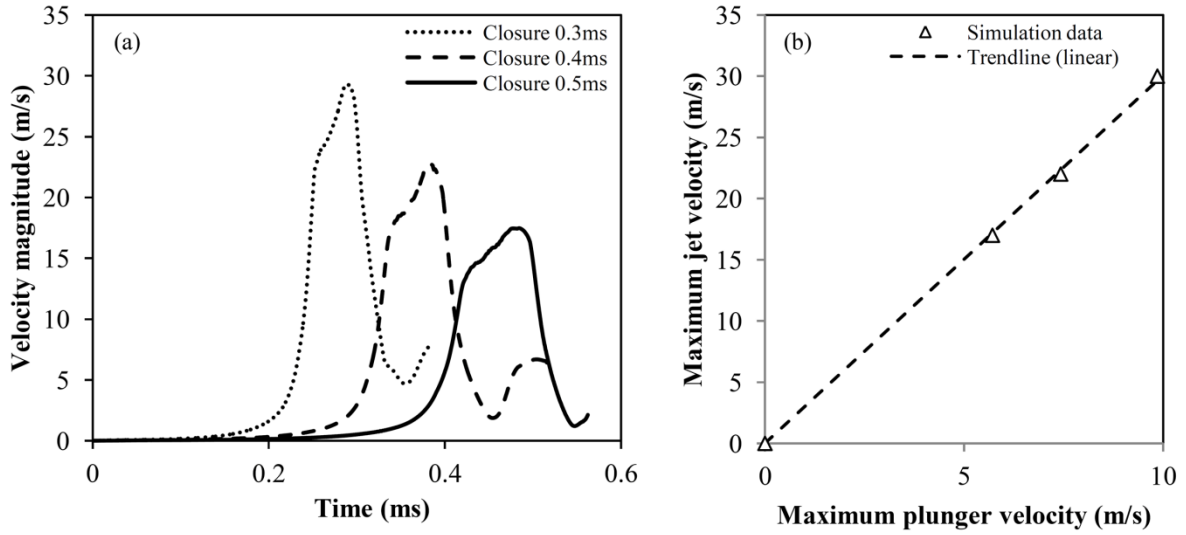 (a)
Closure 0.3ms
Closure 0.4ms
Closure 0.5ms
35
30
25
20
15
10
5
0
0 0.2 0.4 0.6
Velocity magnitude (m/s)
Time (ms)
(b)
Simulation data
Trendline (linear)
35
30
25
20
15
10
5
0
0 5 10
Maximum jet velocity (m/s)
Maximum plunger velocity (m/s)